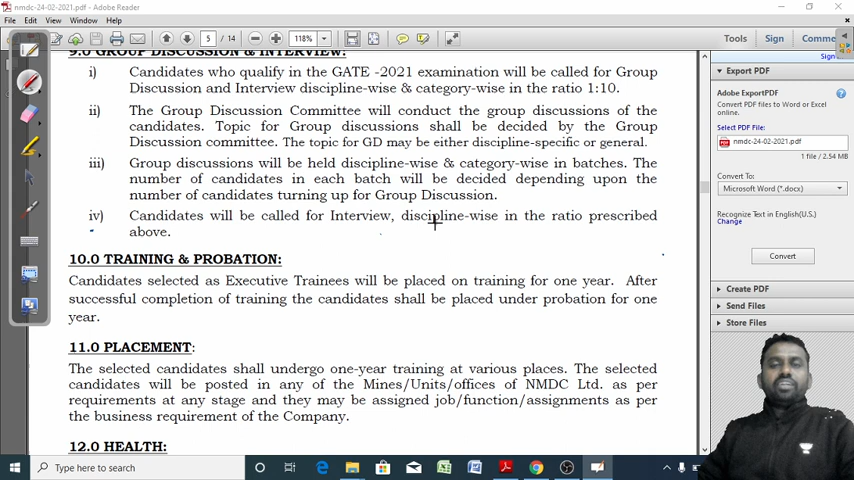 nmdc-24-02-2021.pdf - Adobe Reader
File Edit View Window Help
5 / 14 118% Tools Sign Comme
9.0 GROUP DISCUSSION & INTERVIEW:
i) Candidates who qualify in the GATE -2021 examination will be called for Group
Discussion and Interview discipline-wise & category-wise in the ratio 1:10.
ii) The Group Discussion Committee will conduct the group discussions of the
candidates. Topic for Group discussions shall be decided by the Group
Discussion committee. The topic for GD may be either discipline-specific or general.
iii) Group discussions will be held discipline-wise & category-wise in batches. The
number of candidates in each batch will be decided depending upon the
number of candidates turning up for Group Discussion.
iv) Candidates will be called for Interview, discipline-wise in the ratio prescribed
above.
10.0 TRAINING & PROBATION:
Candidates selected as Executive Trainees will be placed on training for one year. After
successful completion of training the candidates shall be placed under probation for one
year.
11.0 PLACEMENT:
The selected candidates shall undergo one-year training at various places. The selected
candidates will be posted in any of the Mines/Units/offices of NMDC Ltd. as per
requirements at any stage and they may be assigned job/function/assignments as per
the business requirement of the Company.
12.0 HEALTH:
Export PDF
Adobe ExportPDF
Convert PDF files to Word or Excel
online.
Select PDF File:
nmdc-24-02-2021.pdf
1 file / 2.54 MB
Convert To:
Microsoft Word (*.docx)
Recognize Text in English(U.S.)
Change
Convert
Create PDF
Send Files
Store Files
Type here to search